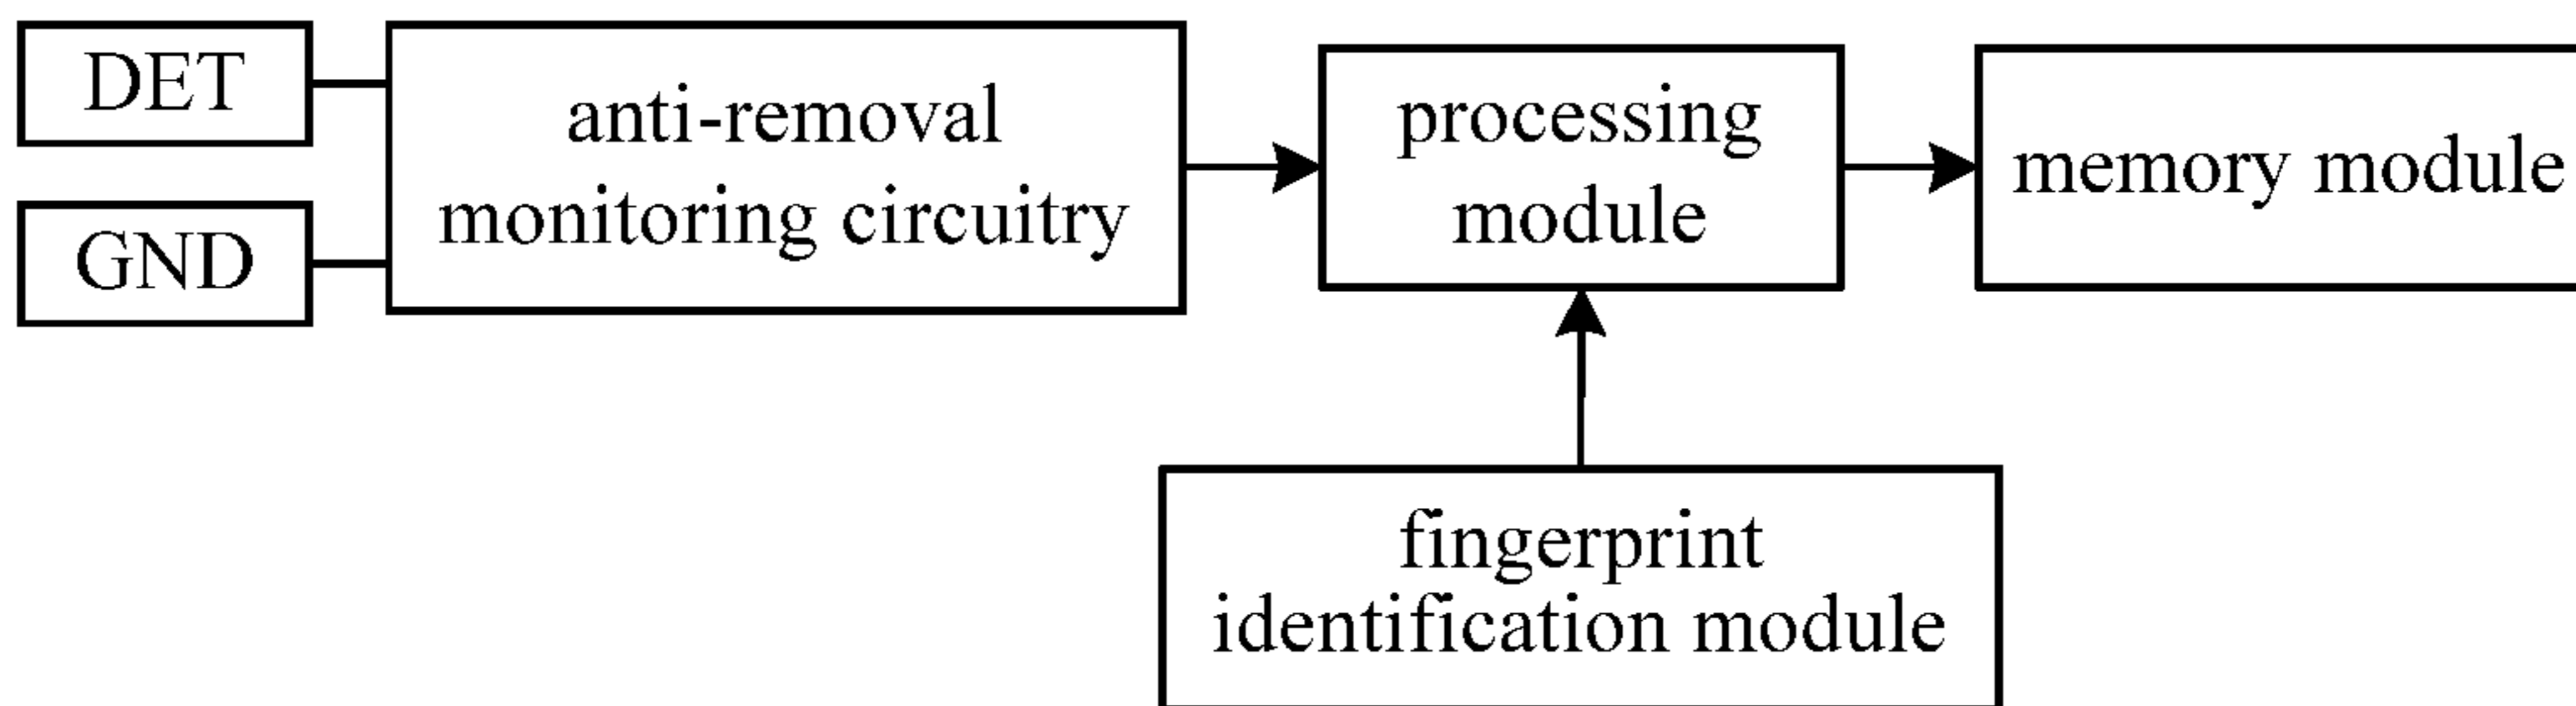 DET
GND
anti-removal
monitoring circuitry
processing
module
memory module
fingerprint
identification module